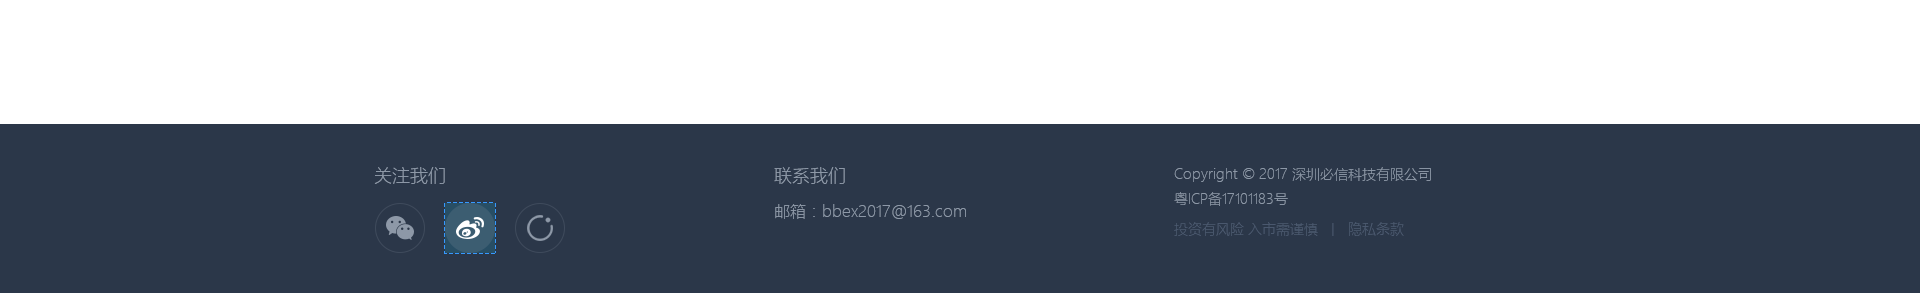 关注我们
联系我们
邮箱：bbex2017@163.com
Copyright © 2017 深圳必信科技有限公司
粤ICP备17101183号
投资有风险 入市需谨慎 | 隐私条款